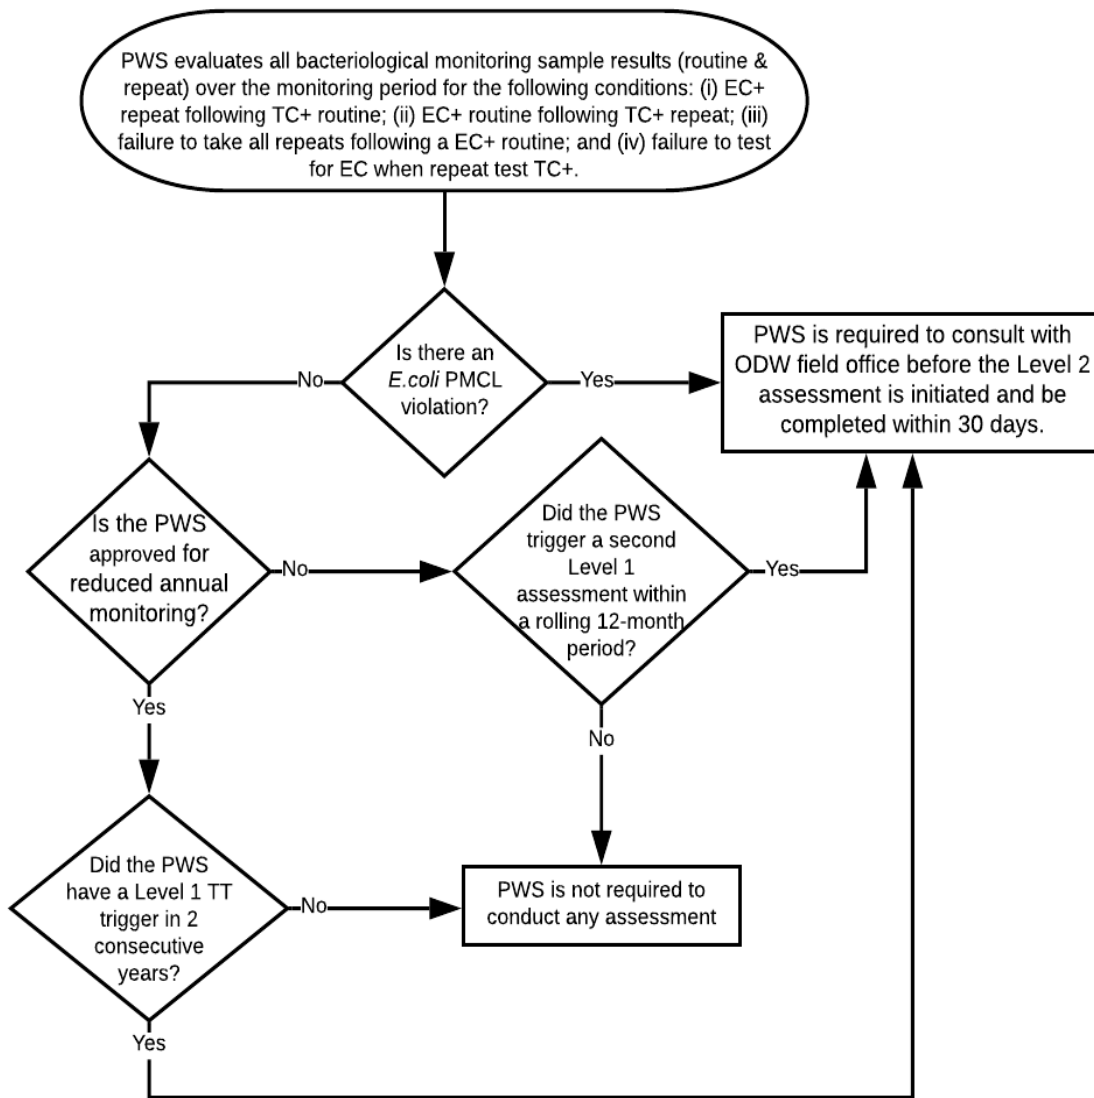 PWS evaluates all bacteriological monitoring sample results (routine &
repeat) over the monitoring period for the following conditions: (i) EC+
repeat following TC+ routine; (ii) EC+ routine following TC+ repeat; (iii)
failure to take all repeats following a EC+ routine; and (iv) failure to test
for EC when repeat test TC+.
Is there an
E.coli PMCL
violation?
No
Yes
PWS is required to consult with
ODW field office before the Level 2
assessment is initiated and be
completed within 30 days.
Is the PWS
approved for
reduced annual
monitoring?
No
Did the PWS
trigger a second
Level 1
assessment within
a rolling 12-month
period?
Yes
Yes
No
Did the PWS
have a Level 1 TT
trigger in 2
consecutive
years?
No
PWS is not required to
conduct any assessment
Yes